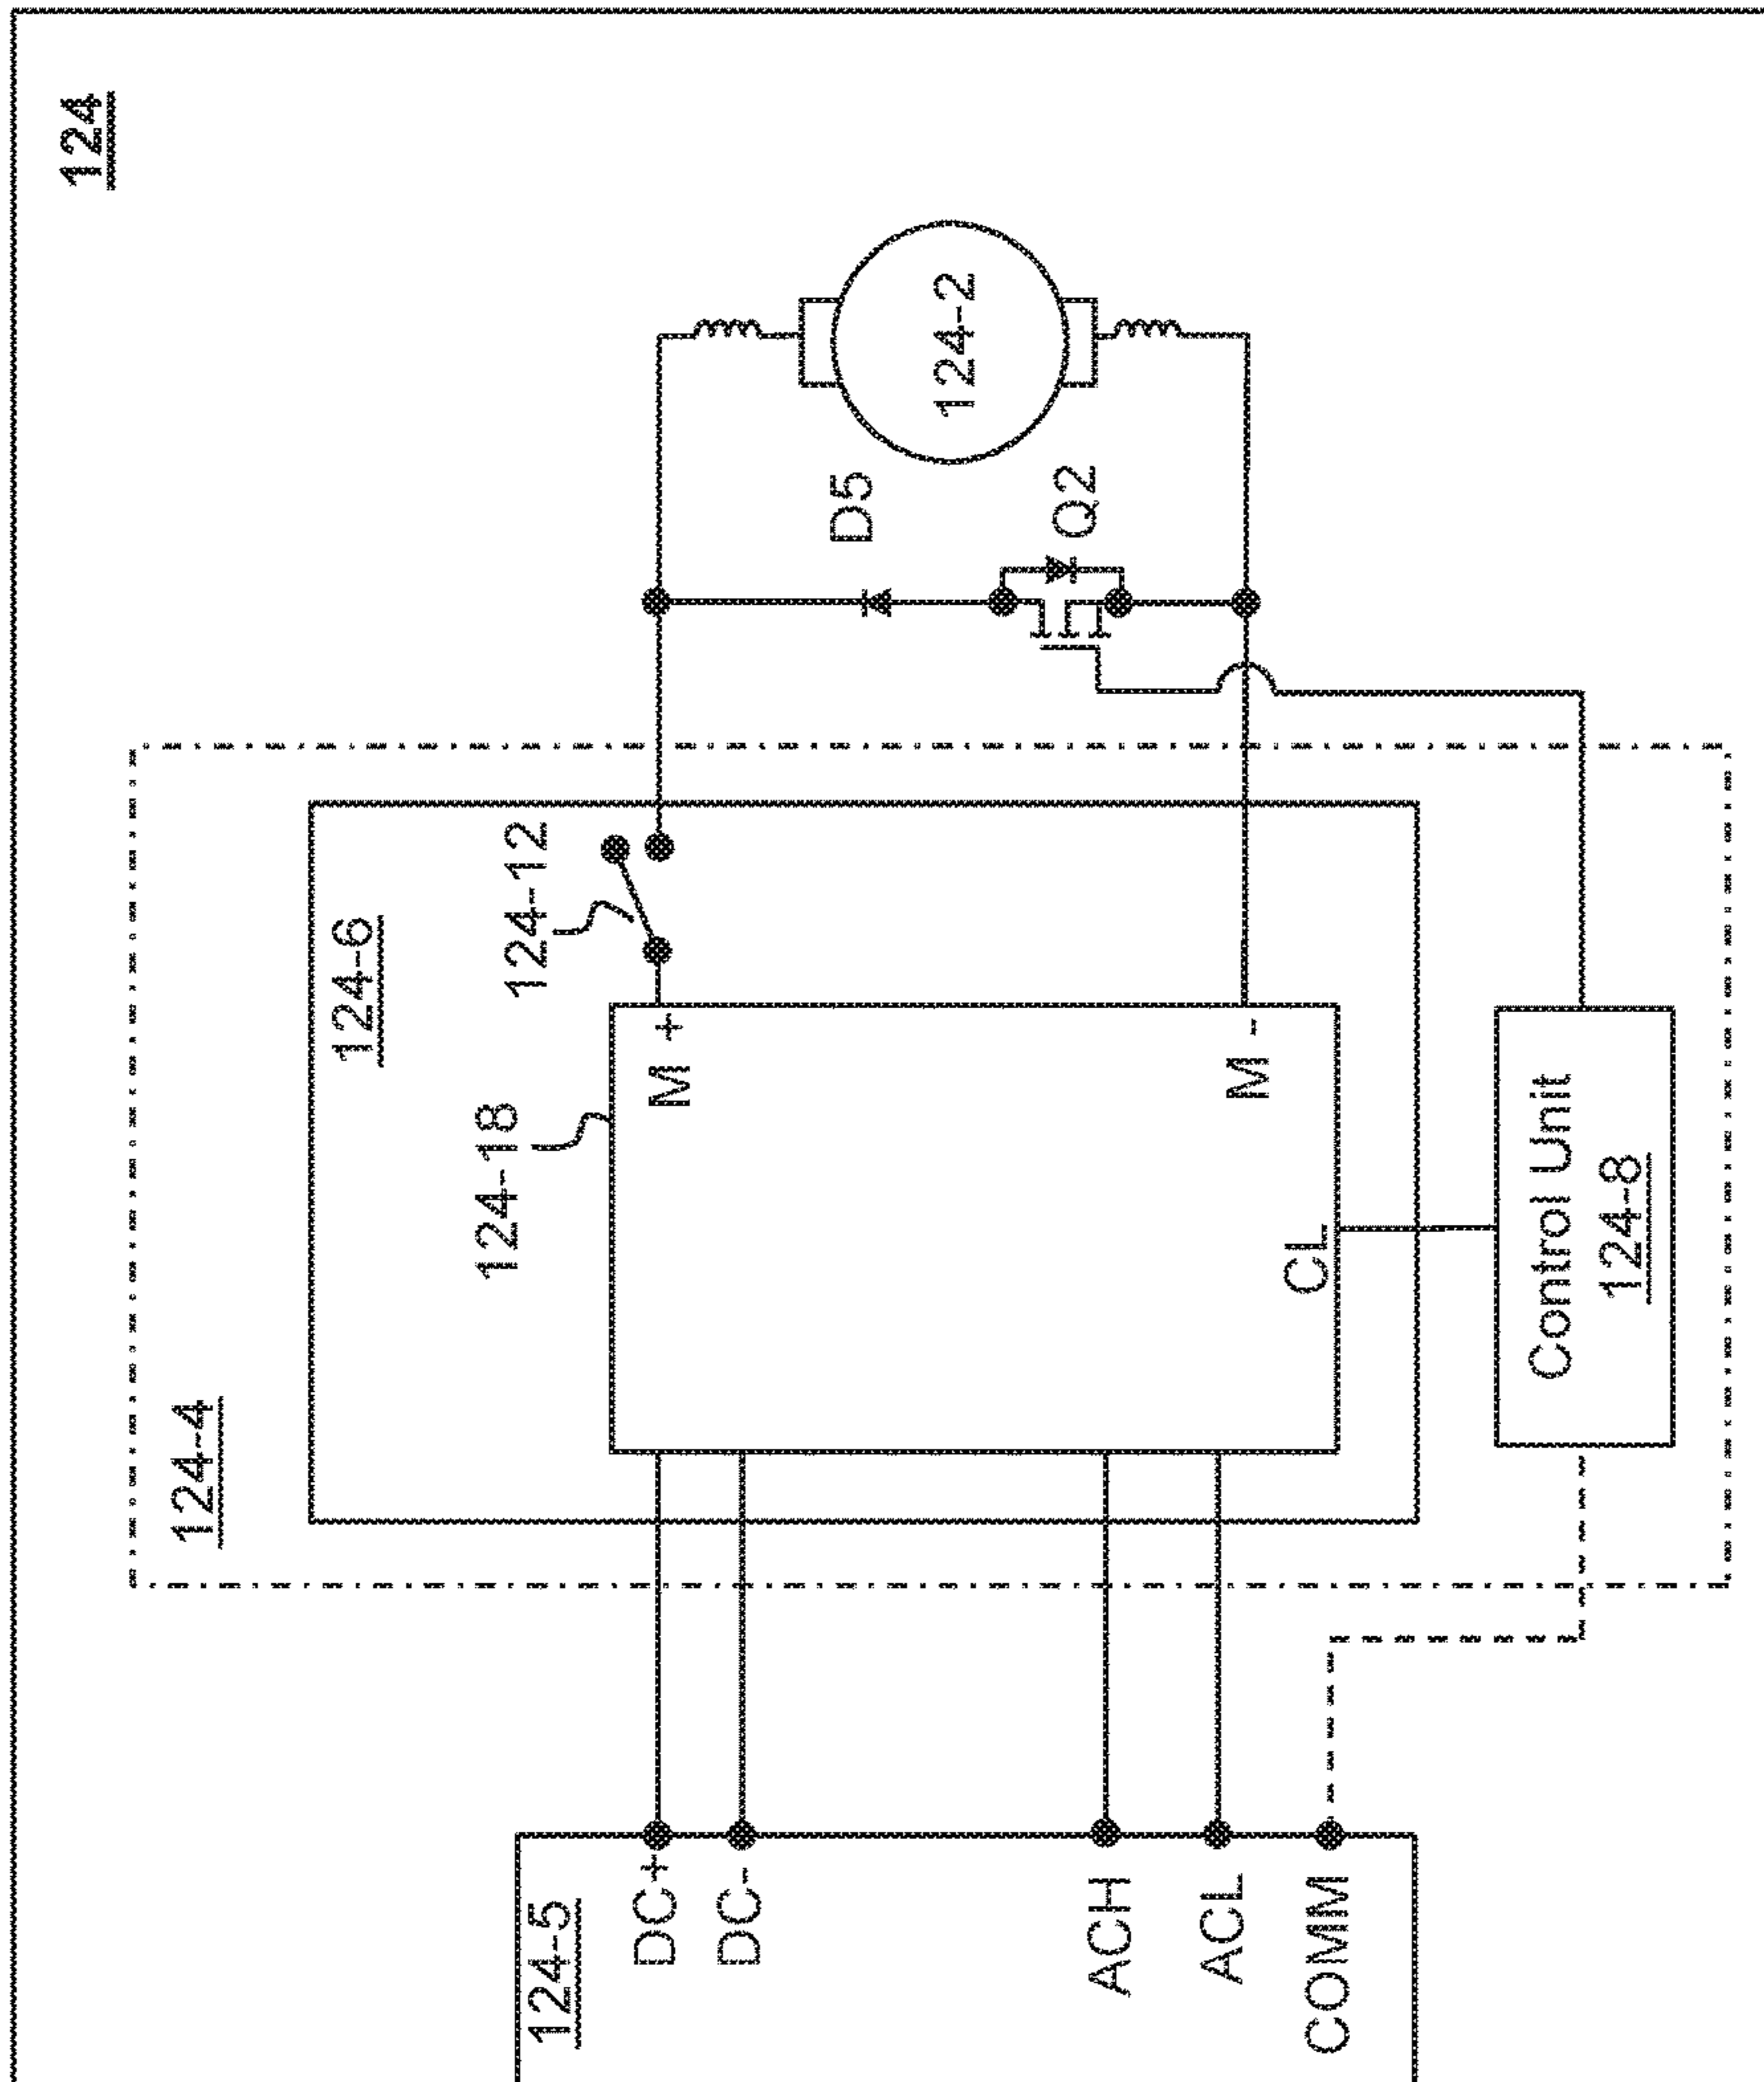 124
124-4
124-6
124-12
124-18
M +
M -
CL
Control Unit
124-8
D5
Q2
124-2
124-5
DC+
DC-
ACH
ACL
COMM